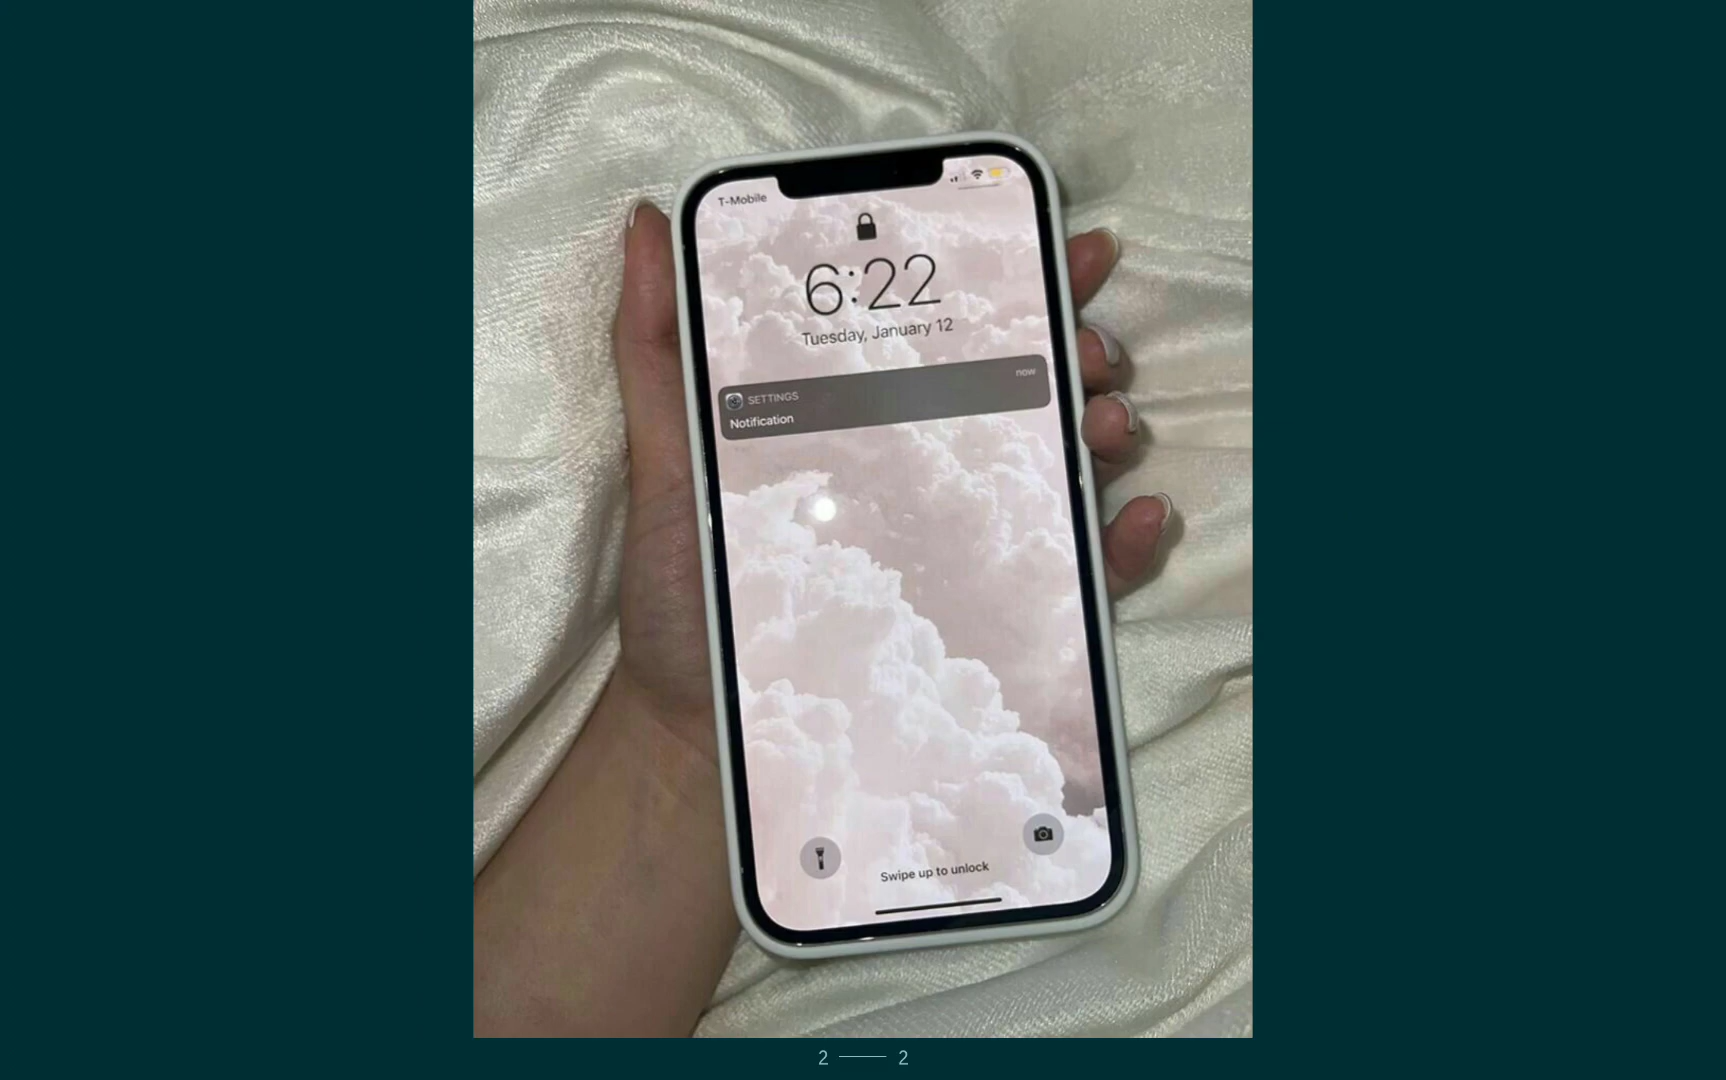 T-Mobile
6:22
Tuesday, January 12
SETTINGS
now
Notification
Swipe up to unlock
2
2